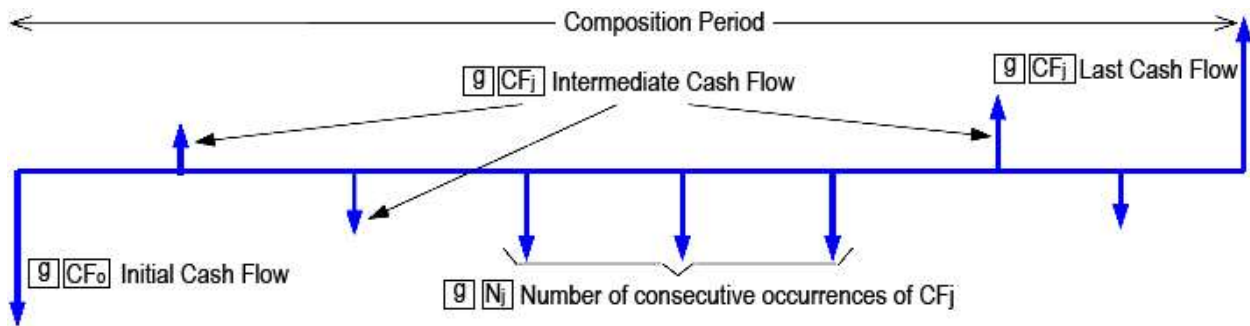 Composition Period
g CFj Intermediate Cash Flow
g CFj Last Cash Flow
g CFo Initial Cash Flow
g Nj Number of consecutive occurrences of CFj